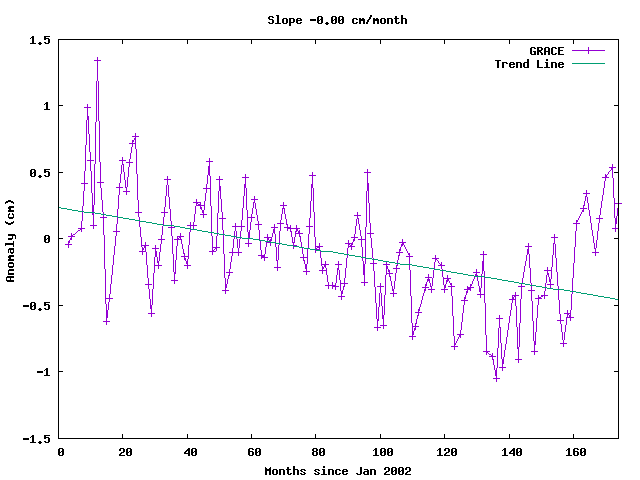 Slope -0.00 cm/month
GRACE
Trend Line
1.5
1
0.5
0
-0.5
-1
-1.5
Anomaly (cm)
0 20 40 60 80 100 120 140 160
Months since Jan 2002